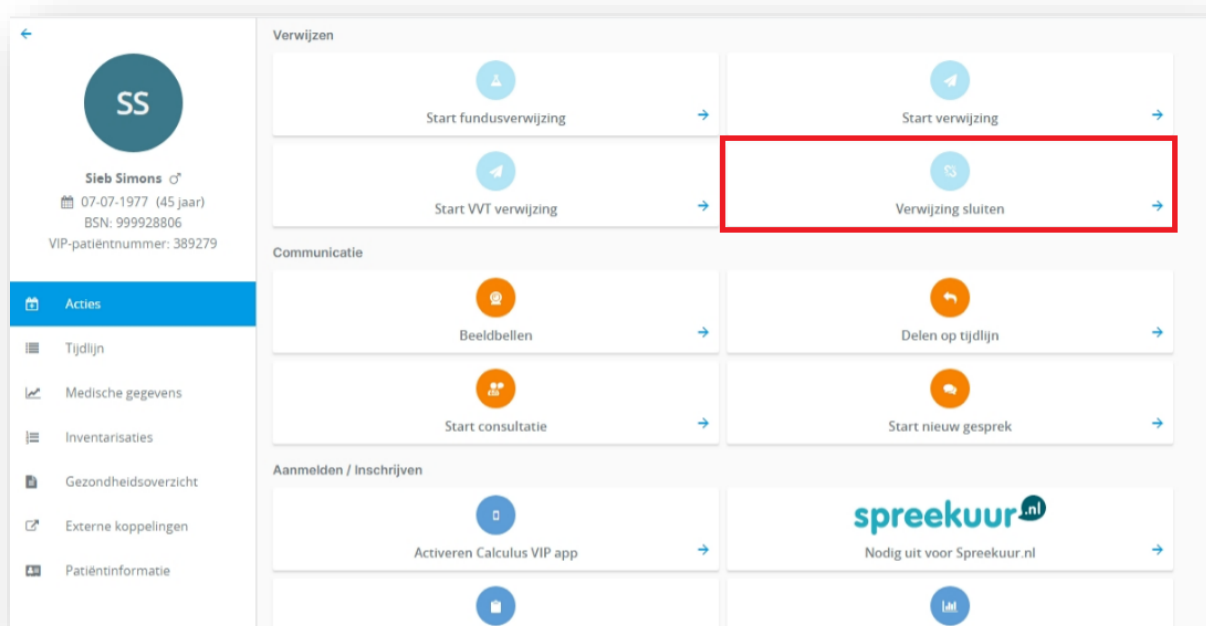 SS
Sieb Simons
07-07-1977 (45 jaar)
BSN: 999928806
VIP-patiëntnummer: 389279
Acties
Tijdlijn
Medische gegevens
Inventarisaties
Gezondheidsoverzicht
Externe koppelingen
Patiëntinformatie
Verwijzen
Start fundusverwijzing
Start verwijzing
Start VVT verwijzing
Verwijzing sluiten
Communicatie
Beeldbellen
Delen op tijdlijn
Start consultatie
Start nieuw gesprek
Aanmelden / Inschrijven
Activeren Calculus VIP app
spreekuur.nl
Nodig uit voor Spreekuur.nl